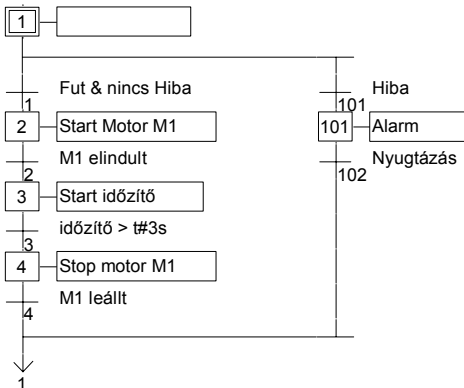 1
Fut & nincs Hiba
Hiba
1
101
2
Start Motor M1
101
Alarm
M1 elindult
Nyugtázás
2
102
3
Start időzítő
időzítő > t#3s
3
4
Stop motor M1
M1 leállt
4
1